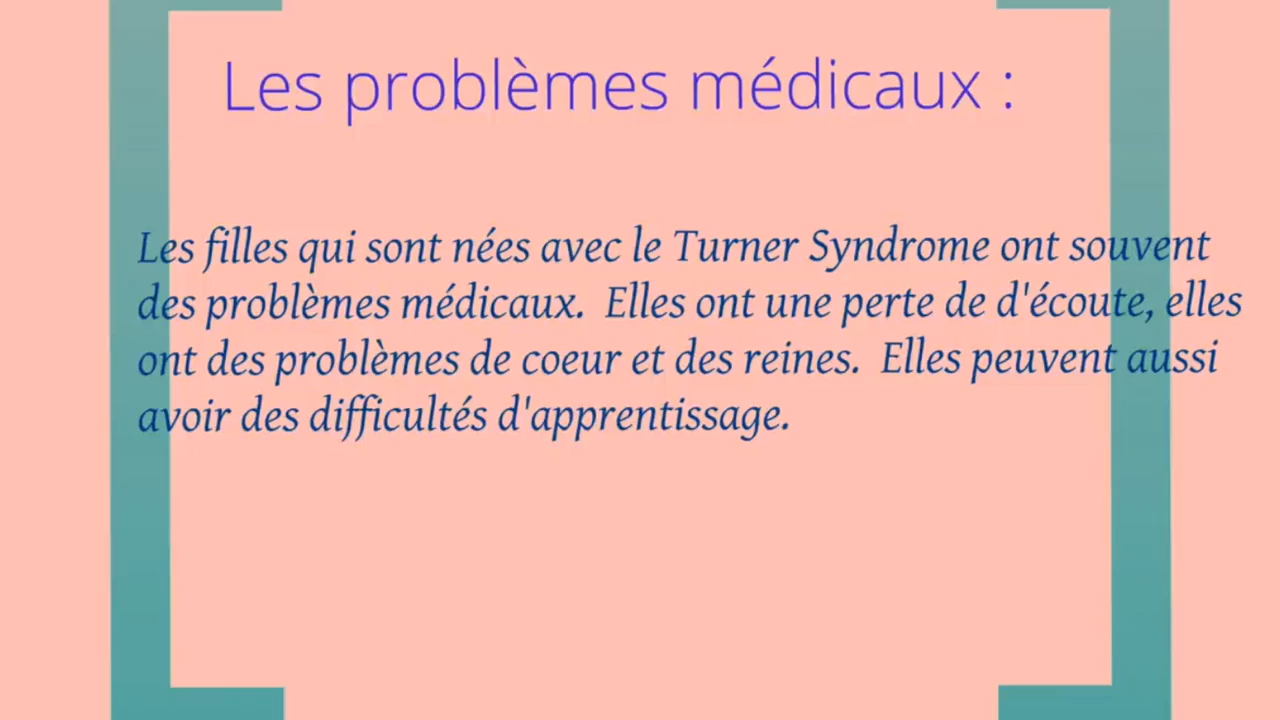 Les problèmes médicaux :
Les filles qui sont nées avec le Turner Syndrome ont souvent
des problèmes médicaux.  Elles ont une perte de d'écoute, elles
ont des problèmes de coeur et des reines.  Elles peuvent aussi
avoir des difficultés d'apprentissage.